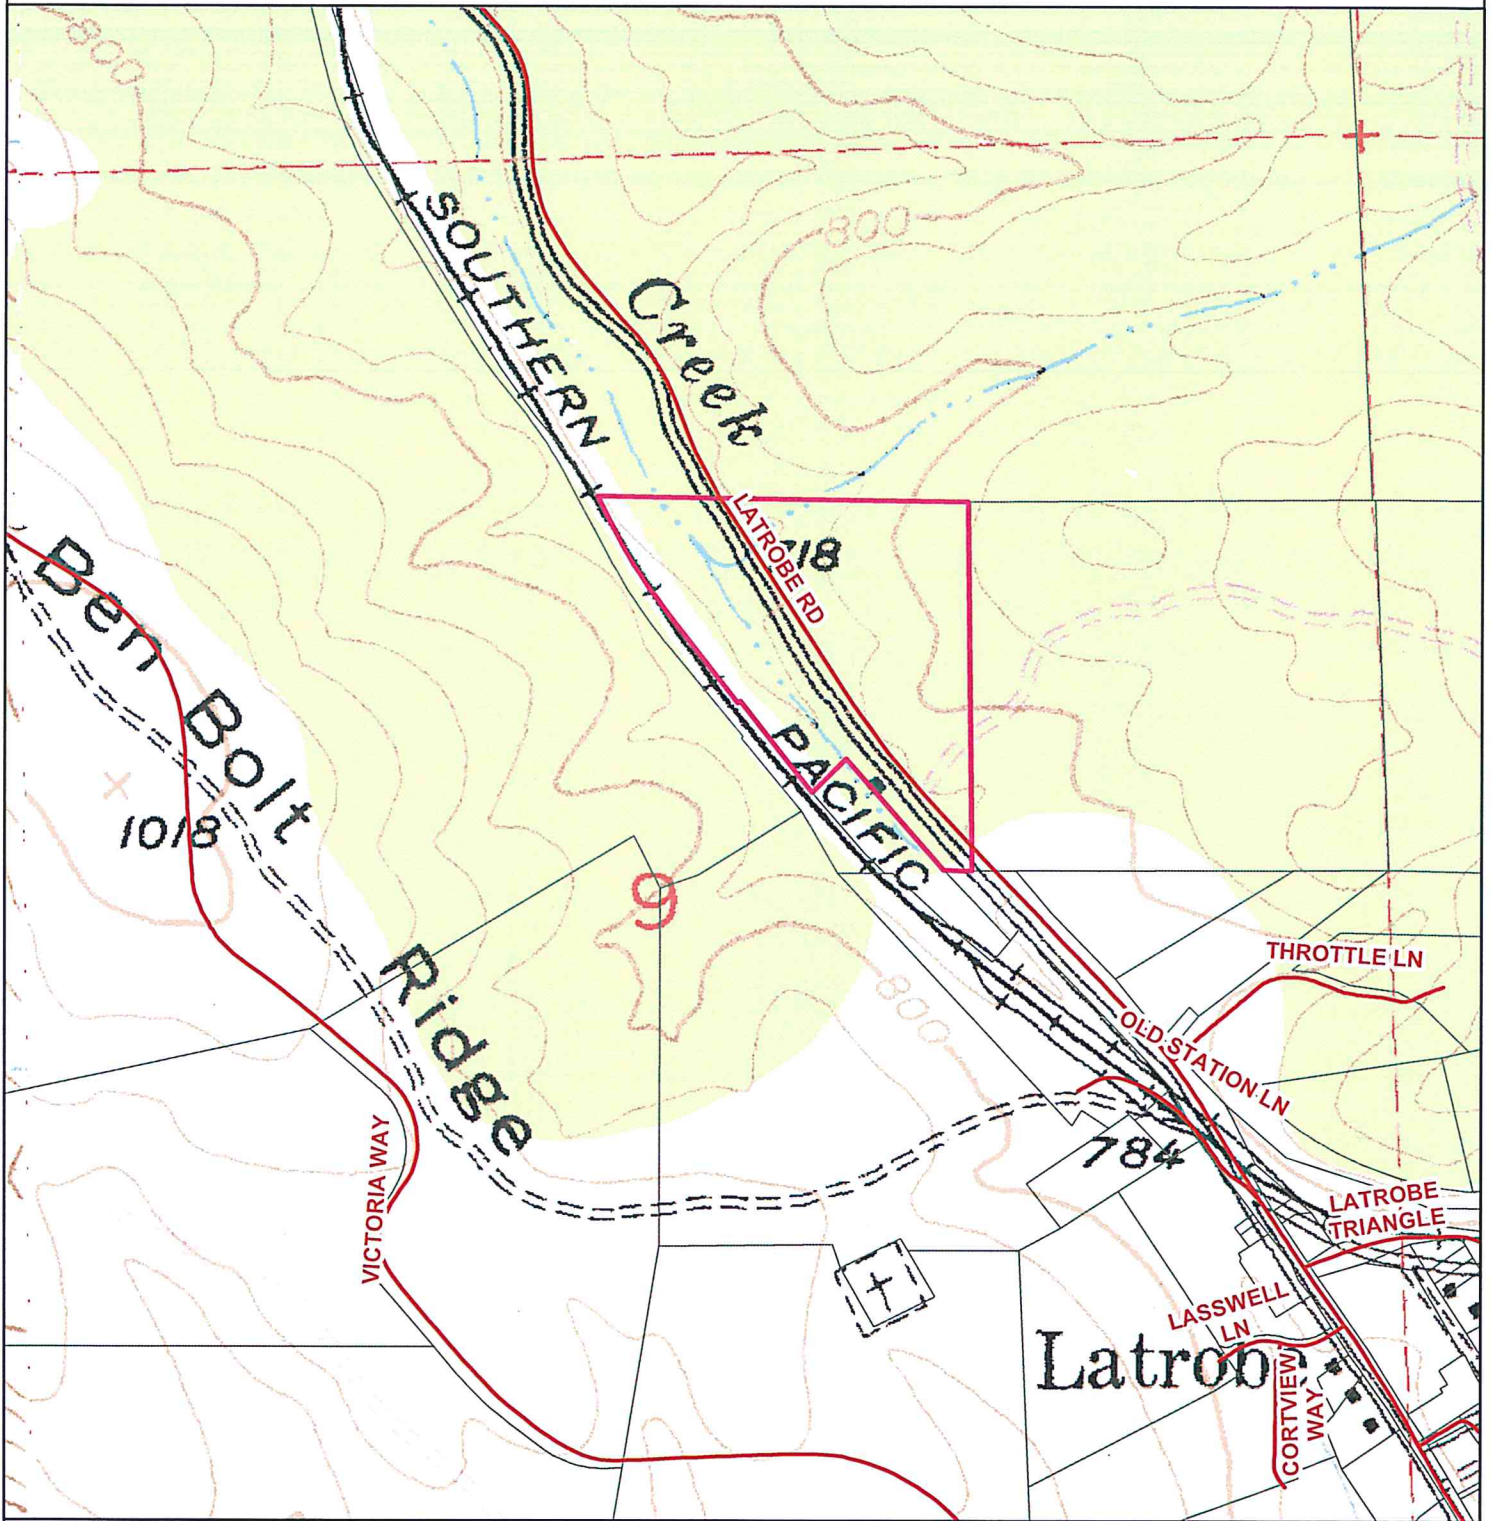 800
SOUTHERN
Creek
800
LATROBE RD
18
Ben Bolt Ridge
PACIFIC
1018
9
800
THROTTLE LN
OLD STATION LN
784
VICTORIA WAY
LATROBE
TRIANGLE
LASSWELL
LN
Latrobe
CORTVIEW
WAY